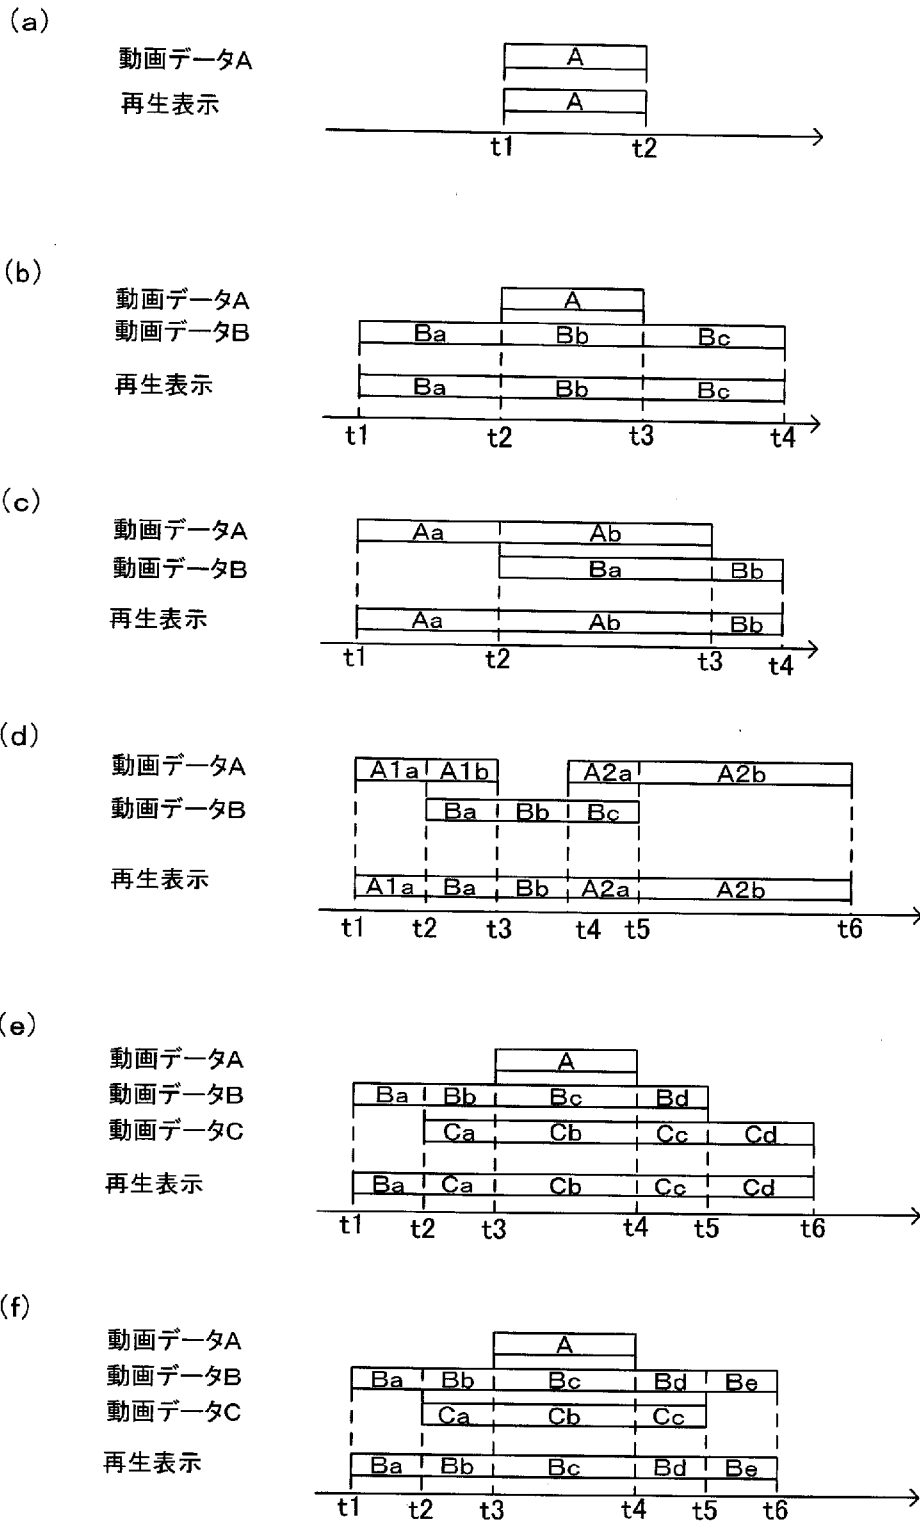 (a)
動画データA A
再生表示 A
t1 t2
(b)
動画データA A
動画データB Ba Bb Bc
再生表示 Ba Bb Bc
t1 t2 t3 t4
(c)
動画データA Aa Ab
動画データB Ba Bb
再生表示 Aa Ab Bb
t1 t2 t3 t4
(d)
動画データA A1a A1b A2a A2b
動画データB Ba Bb Bc
再生表示 A1a Ba Bb A2a A2b
t1 t2 t3 t4 t5 t6
(e)
動画データA A
動画データB Ba Bb Bc Bd
動画データC Ca Cb Cc Cd
再生表示 Ba Ca Cb Cc Cd
t1 t2 t3 t4 t5 t6
(f)
動画データA A
動画データB Ba Bb Bc Bd Be
動画データC Ca Cb Cc
再生表示 Ba Bb Bc Bd Be
t1 t2 t3 t4 t5 t6